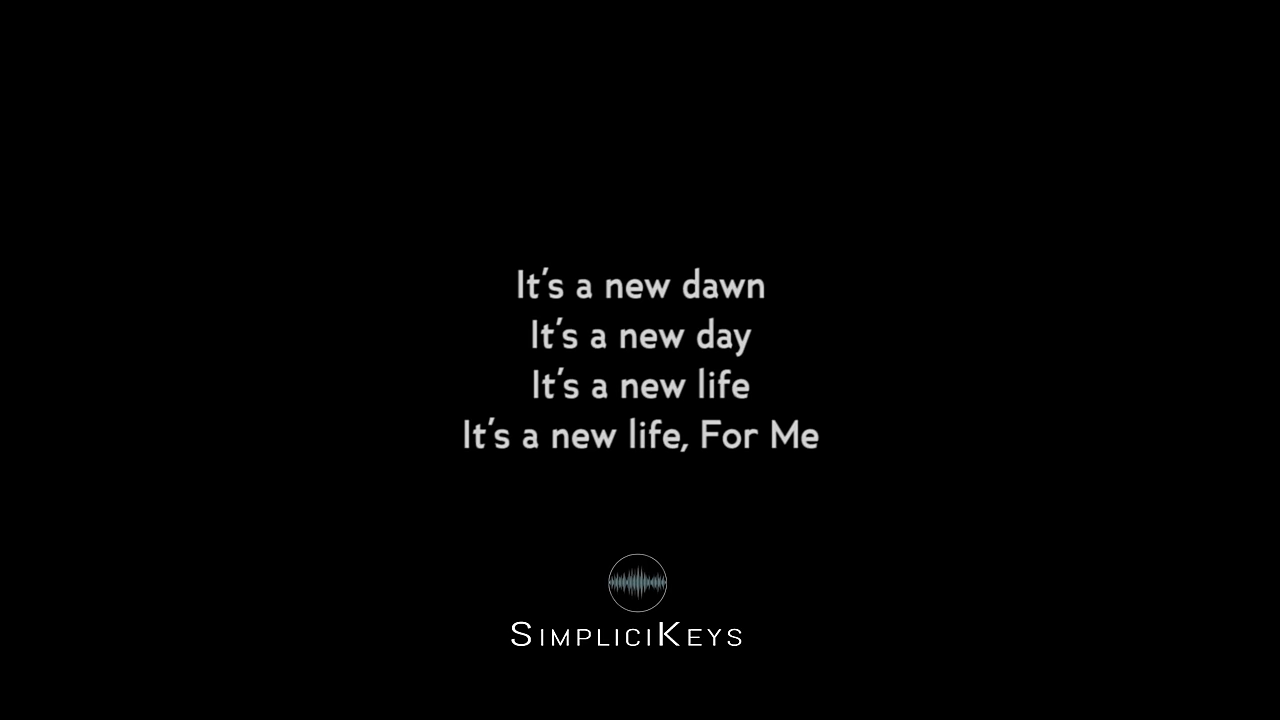 It's a new dawn
It's a new day
It's a new life
It's a new life, For Me
SIMPLICIKEYS